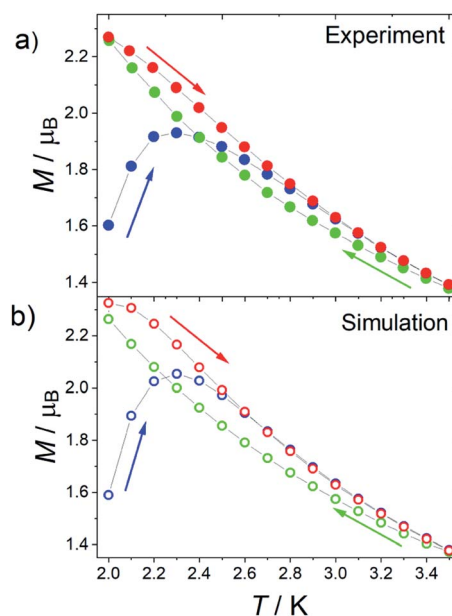 a)
Experiment
2.2
2.0
1.8
1.6
1.4
M / μB
b)
Simulation
2.2
2.0
1.8
1.6
1.4
M / μB
2.0 2.2 2.4 2.6 2.8 3.0 3.2 3.4
T / K